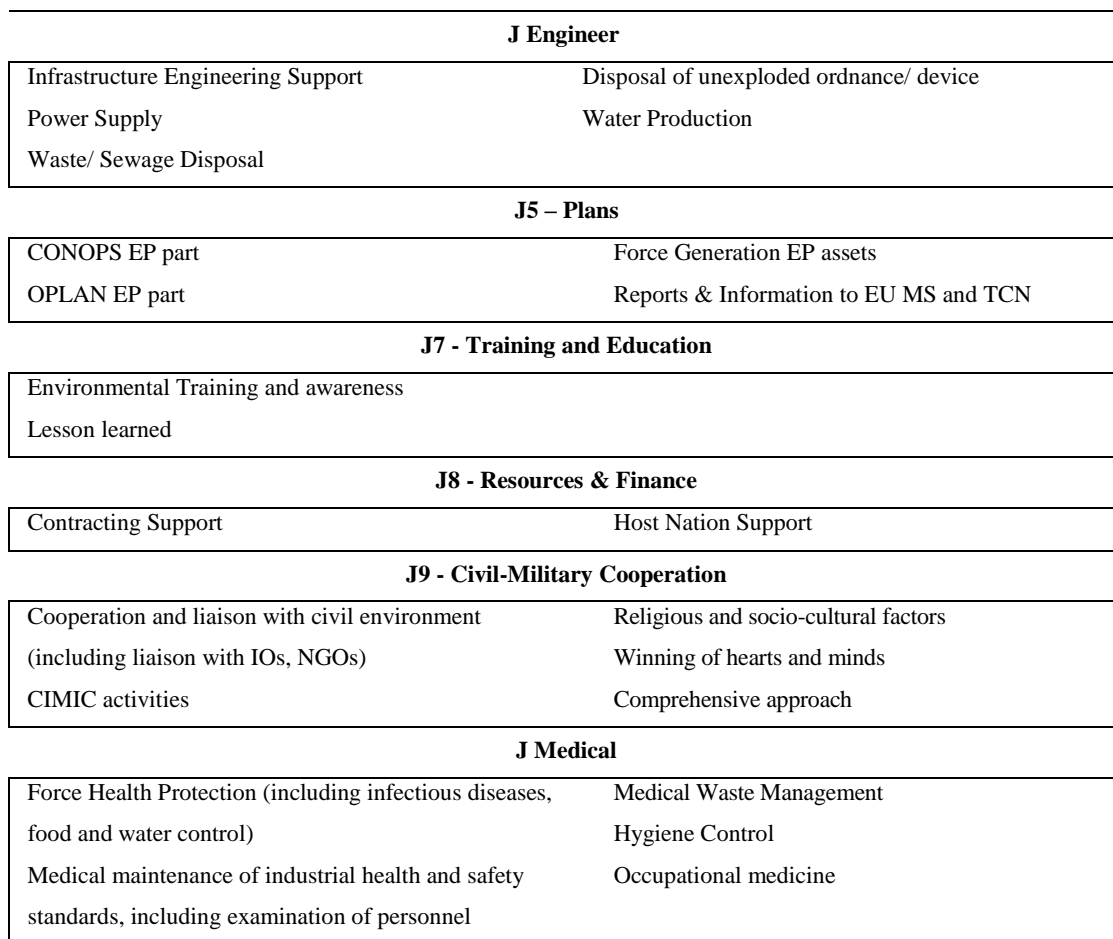 J Engineer
Infrastructure Engineering Support
Power Supply
Waste/ Sewage Disposal
Disposal of unexploded ordnance/ device
Water Production
J5 – Plans
CONOPS EP part
OPLAN EP part
Force Generation EP assets
Reports & Information to EU MS and TCN
J7 - Training and Education
Environmental Training and awareness
Lesson learned
J8 - Resources & Finance
Contracting Support
Host Nation Support
J9 - Civil-Military Cooperation
Cooperation and liaison with civil environment
(including liaison with IOs, NGOs)
CIMIC activities
Religious and socio-cultural factors
Winning of hearts and minds
Comprehensive approach
J Medical
Force Health Protection (including infectious diseases,
food and water control)
Medical maintenance of industrial health and safety
standards, including examination of personnel
Medical Waste Management
Hygiene Control
Occupational medicine